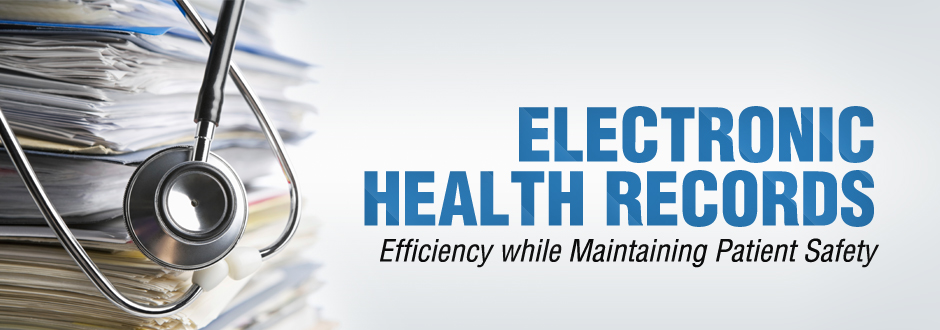 ELECTRONIC
HEALTH RECORDS
Efficiency while Maintaining Patient Safety